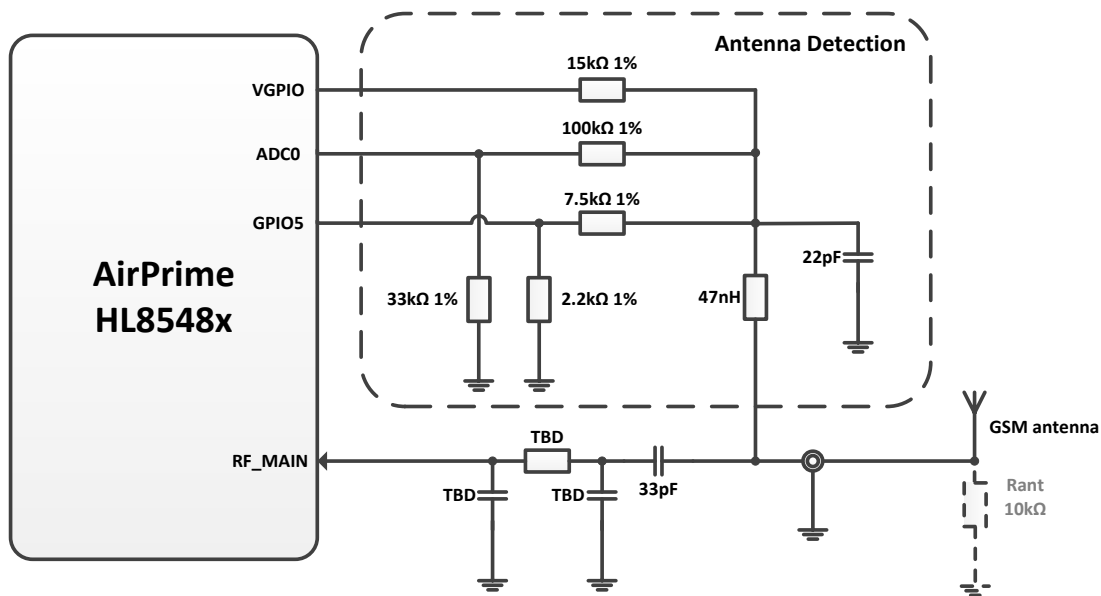 Antenna Detection
15kΩ 1%
VGPIO
100kΩ 1%
ADC0
7.5kΩ 1%
GPIO5
22pF
AirPrime
HL8548x
33kΩ 1%
2.2kΩ 1%
47nH
GSM antenna
TBD
RF_MAIN
TBD
TBD
33pF
Rant
10kΩ